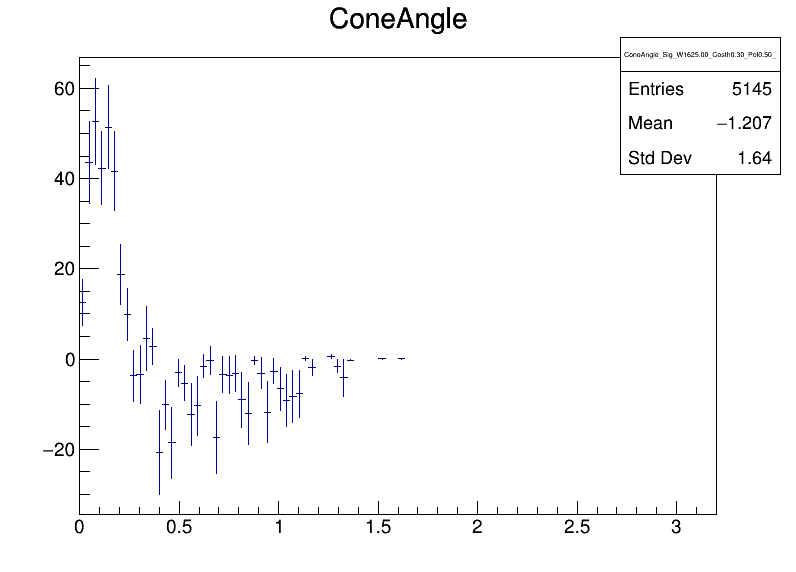 ConeAngle
ConeAngle_Sig_W1625.00_Costh0.30_Pol0.50_
Entries 5145
Mean −1.207
Std Dev 1.64
60
40
20
0
−20
0 0.5 1 1.5 2 2.5 3